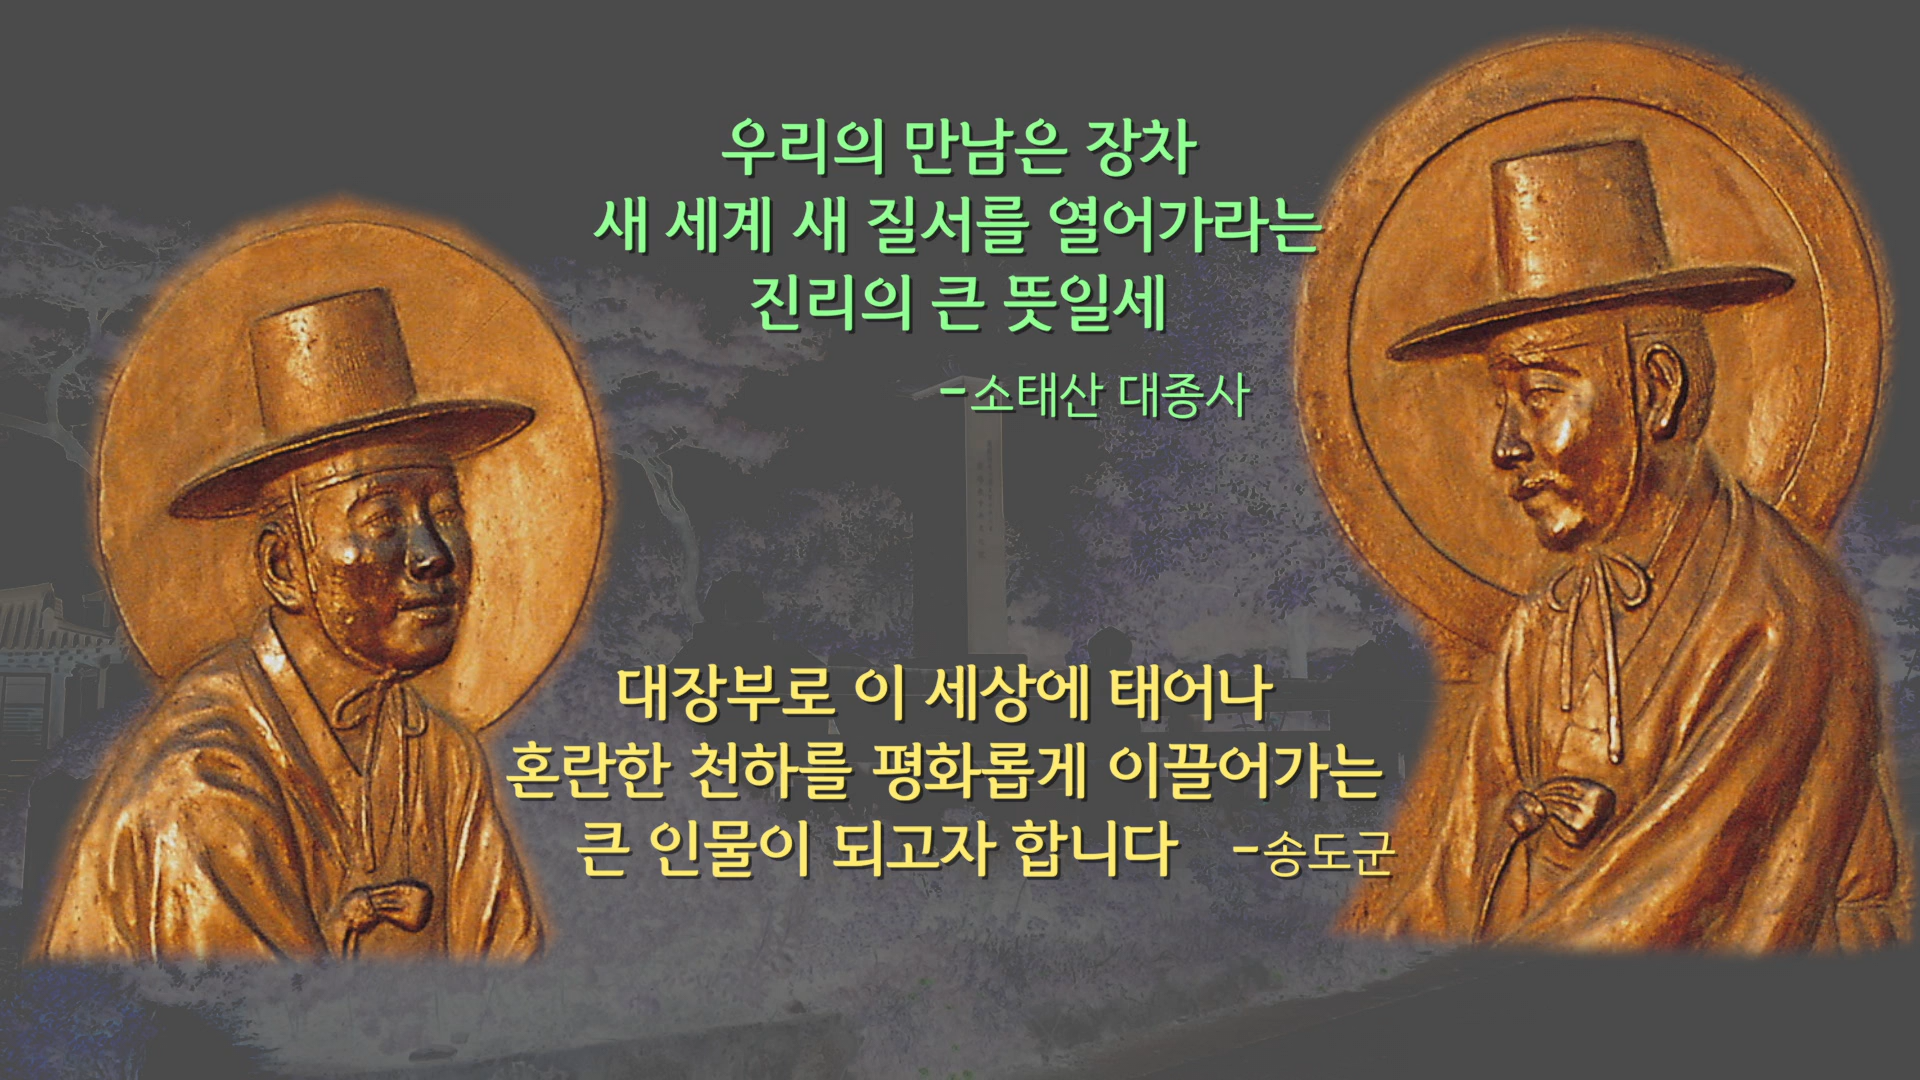 우리의 만남은 장차
새 세계 새 질서를 열어가라는
진리의 큰 뜻일세
-소태산 대종사
대장부로 이 세상에 태어나
혼란한 천하를 평화롭게 이끌어가는
큰 인물이 되고자 합니다 -송도군